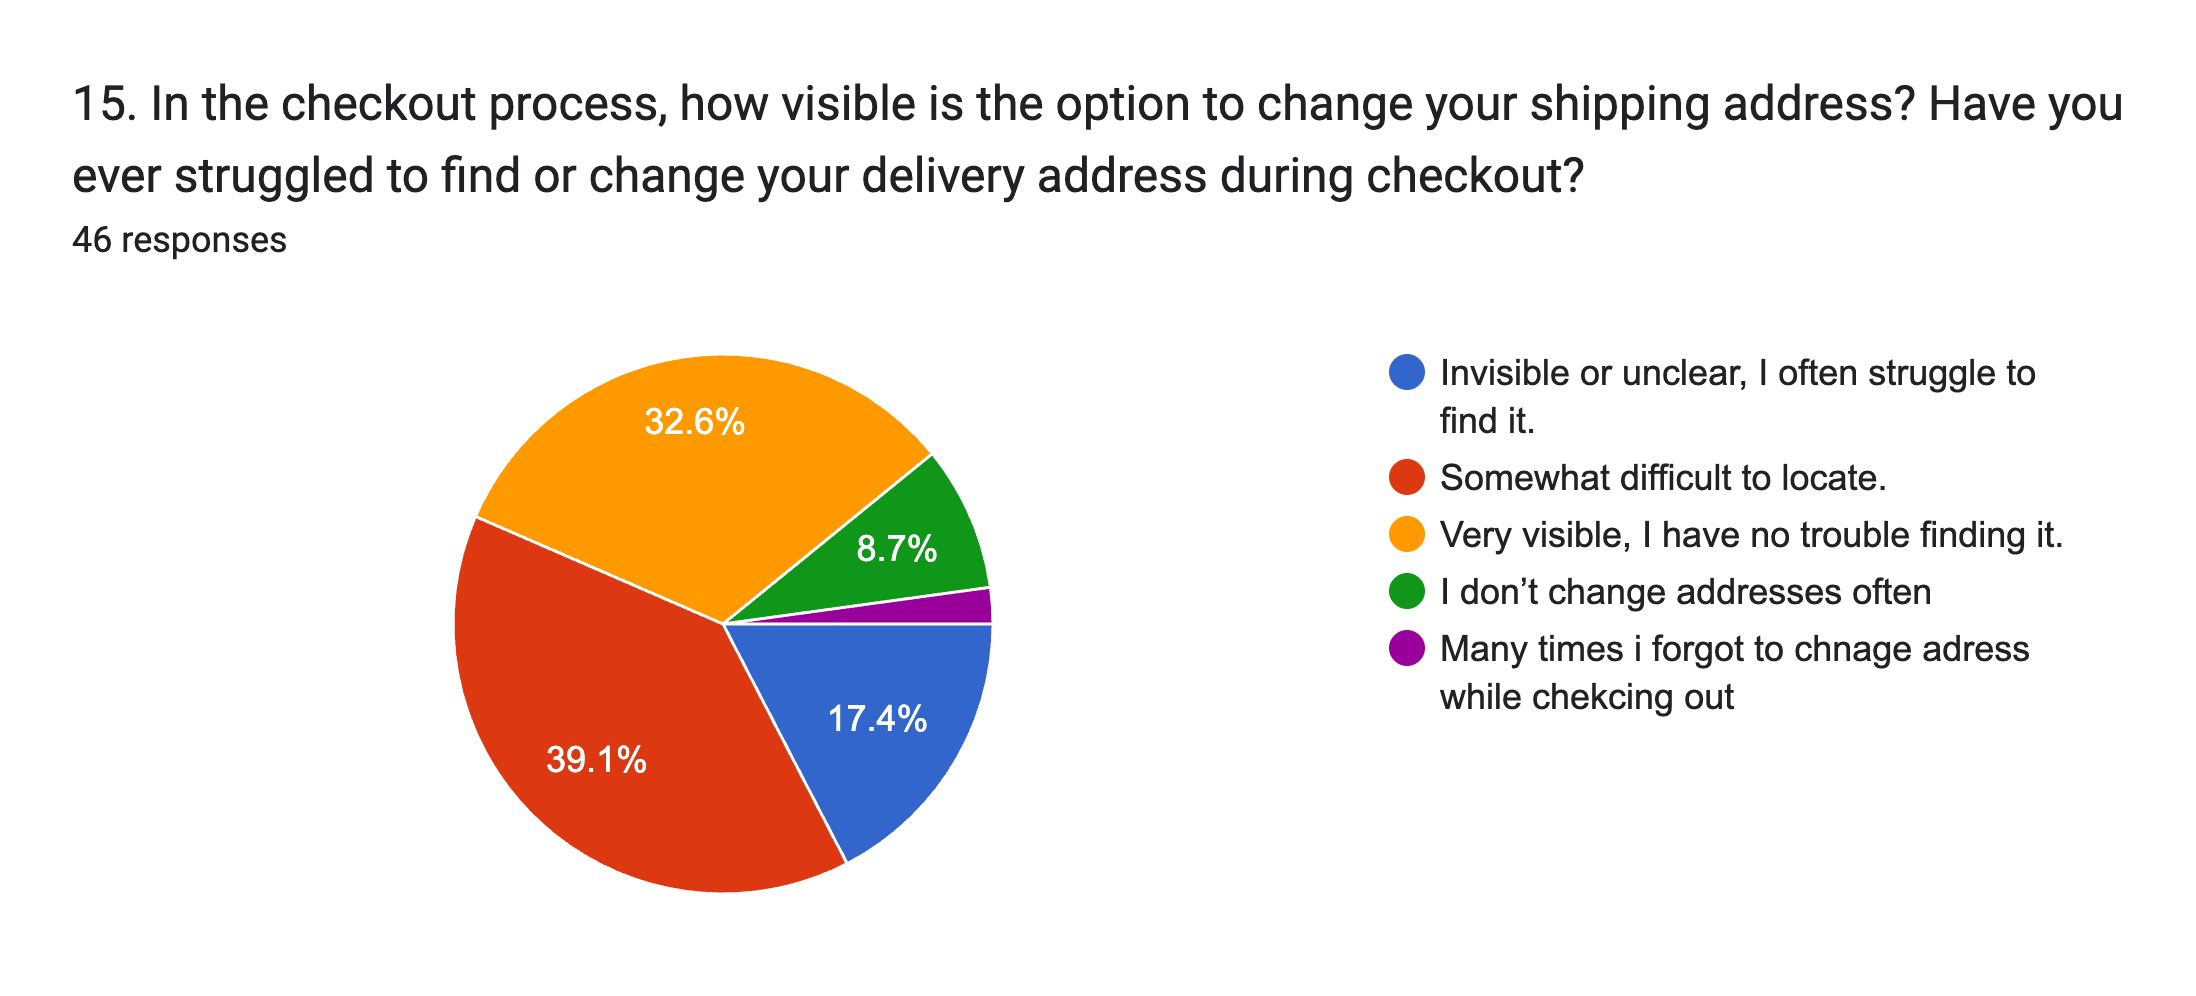 15. In the checkout process, how visible is the option to change your shipping address? Have you
ever struggled to find or change your delivery address during checkout?
46 responses
32.6%
8.7%
17.4%
39.1%
Invisible or unclear, I often struggle to
find it.
Somewhat difficult to locate.
Very visible, I have no trouble finding it.
I don’t change addresses often
Many times i forgot to chnage adress
while chekcing out